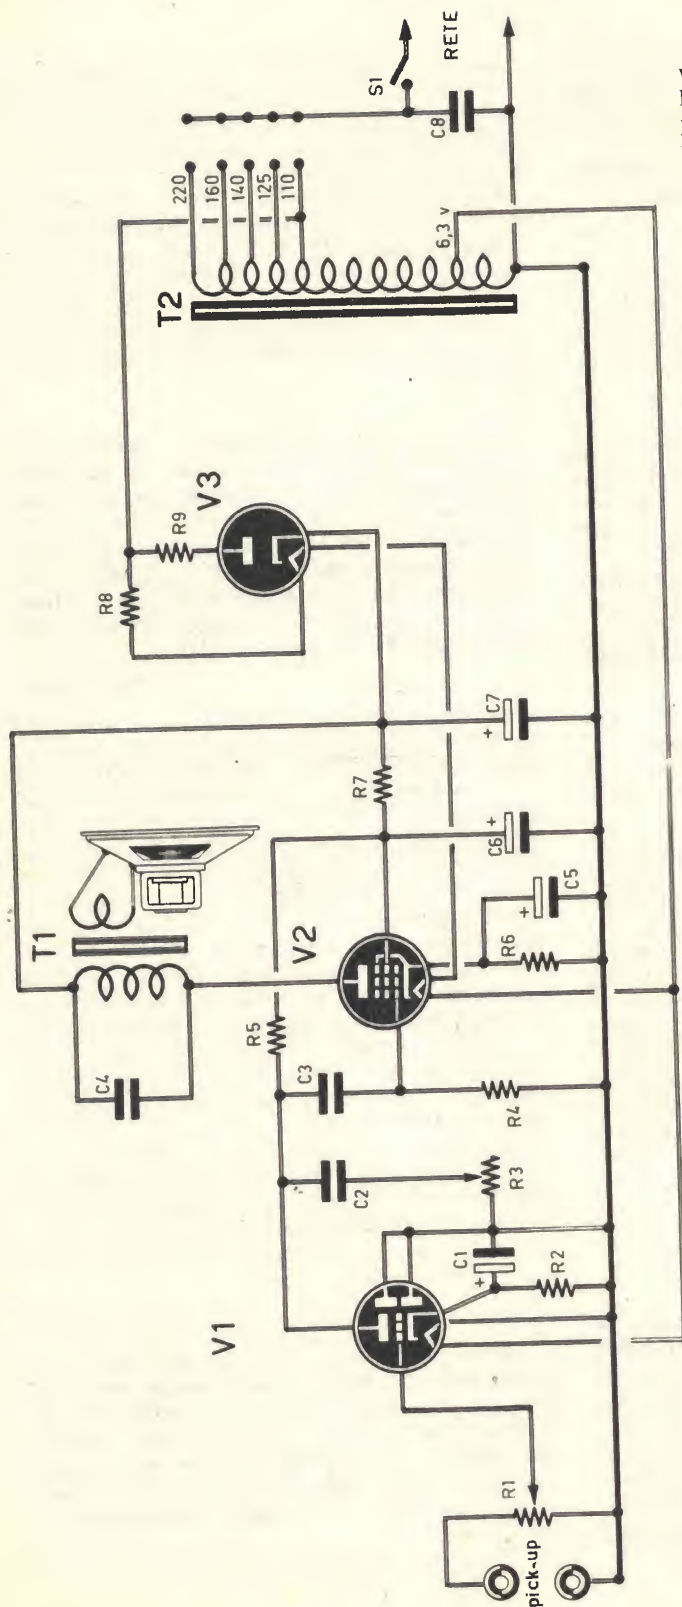 RETE
S1
C8
220
160
140
125
110
6,3 v
T2
V3
R9
R8
C7
+
R7
C6
+
T1
V2
C5
+
R6
R5
C4
C3
R4
C2
R3
V1
C1
+
R2
R1
pick-up